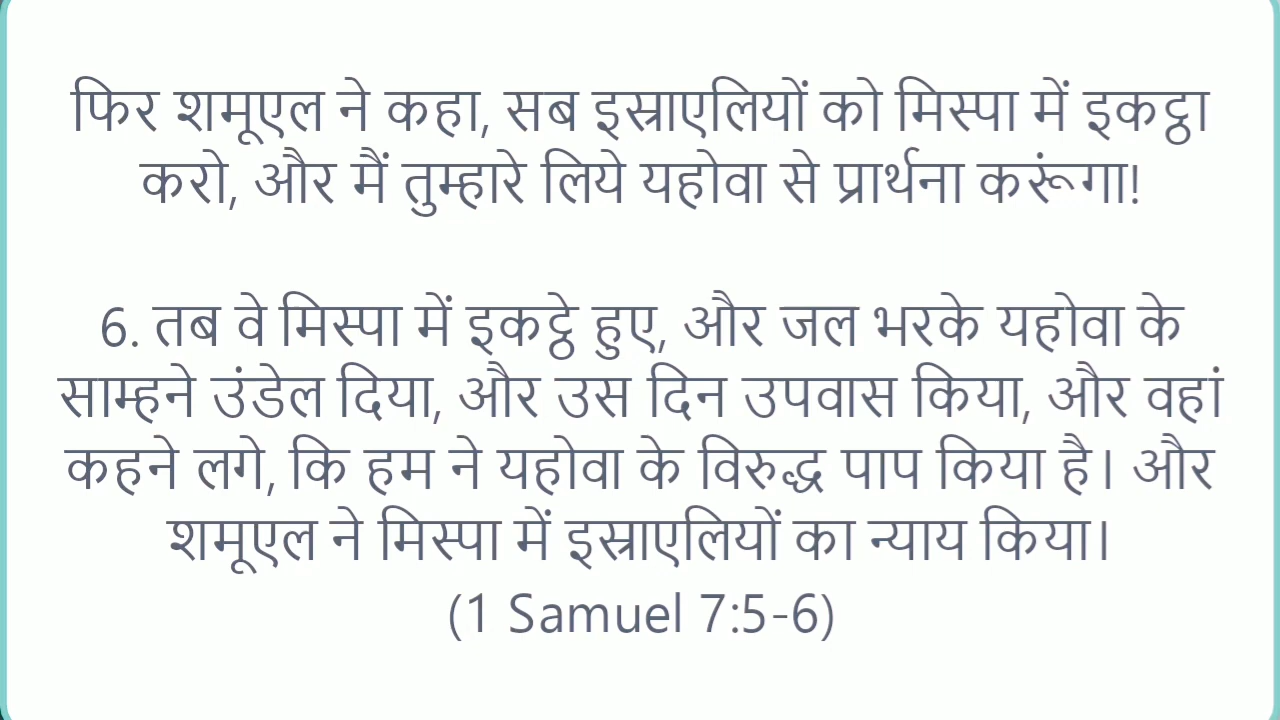 फिर शमूएल ने कहा, सब इस्राएलियों को मिस्पा में इकट्ठा
करो, और मैं तुम्हारे लिये यहोवा से प्रार्थना करूंगा!
6. तब वे मिस्पा में इकट्ठे हुए, और जल भरके यहोवा के
साम्हने उंडेल दिया, और उस दिन उपवास किया, और वहां
कहने लगे, कि हम ने यहोवा के विरुद्ध पाप किया है। और
शमूएल ने मिस्पा में इस्राएलियों का न्याय किया।
(1 Samuel 7:5-6)